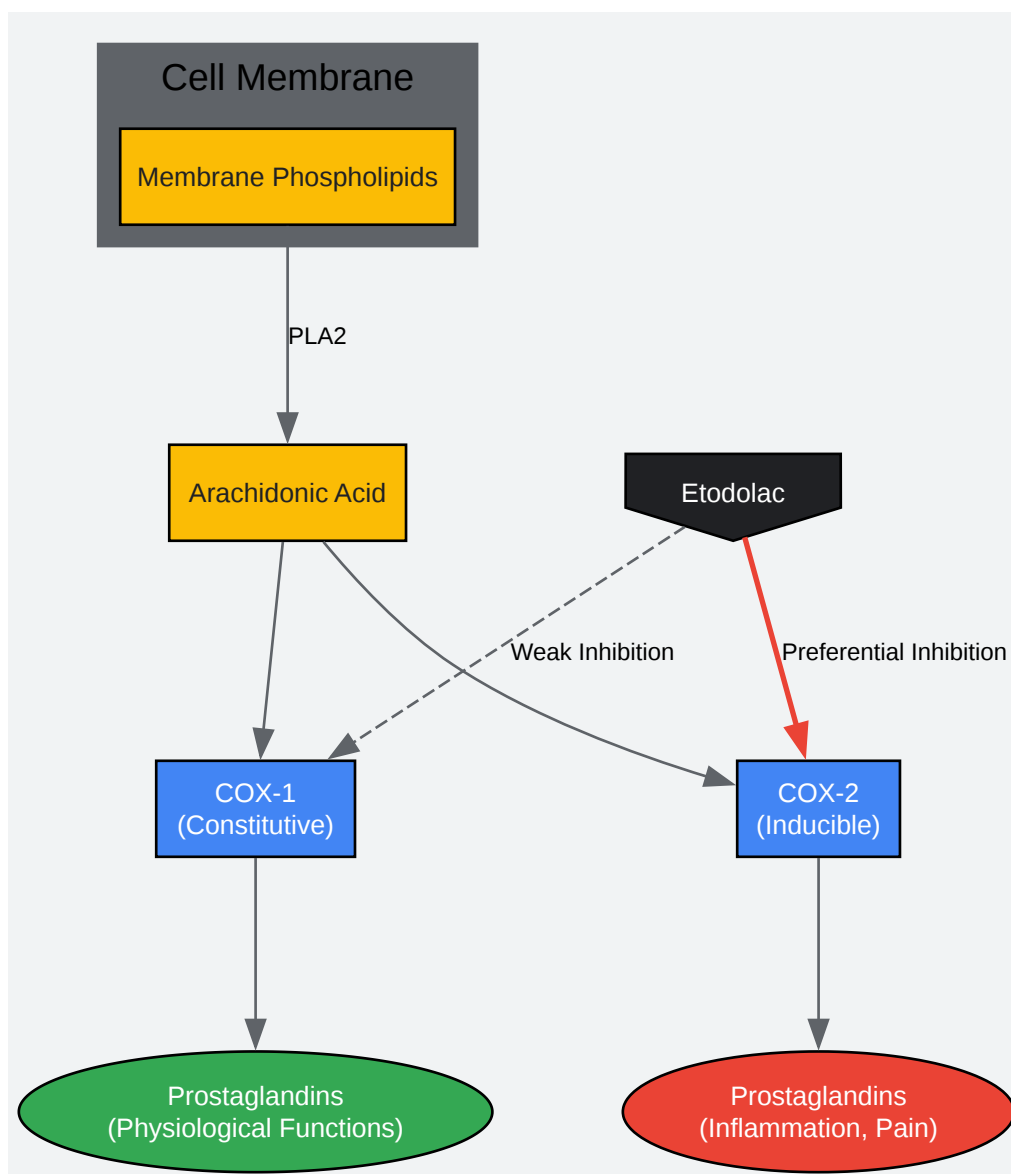 Cell Membrane
Membrane Phospholipids
PLA2
Arachidonic Acid
Etodolac
Weak Inhibition
Preferential Inhibition
COX-1
(Constitutive)
COX-2
(Inducible)
Prostaglandins
(Physiological Functions)
Prostaglandins
(Inflammation, Pain)